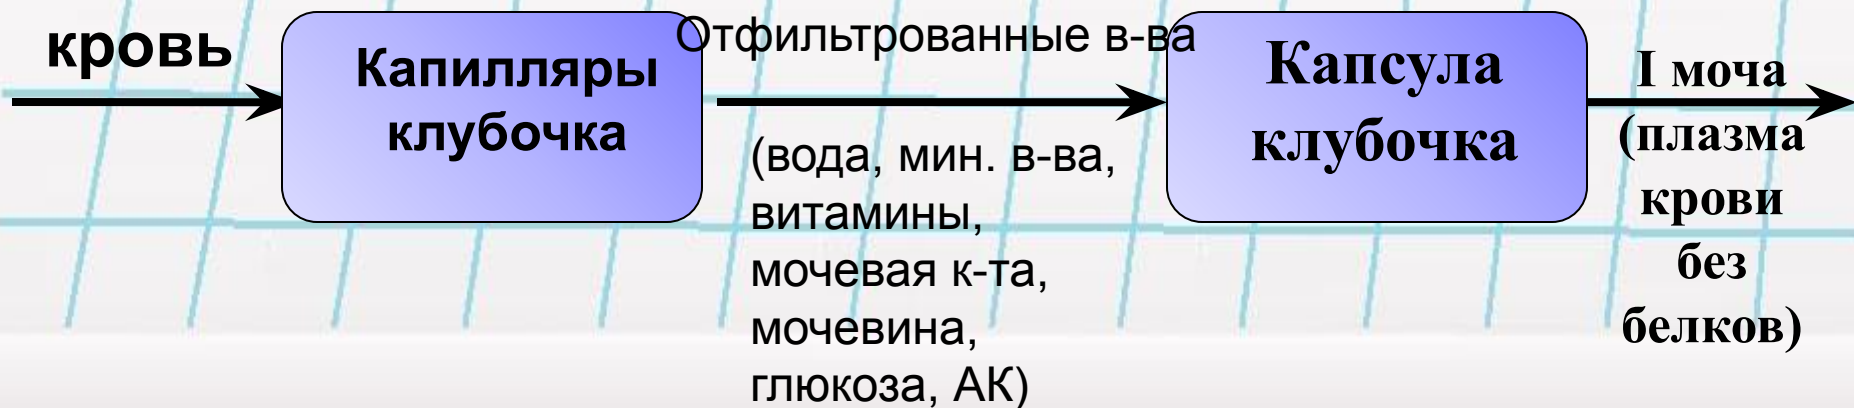 кровь
Капилляры
клубочка
Отфильтрованные в-ва
(вода, мин. в-ва,
витамины,
мочевая к-та,
мочевина,
глюкоза, АК)
Капсула
клубочка
I моча
(плазма
крови
без
белков)